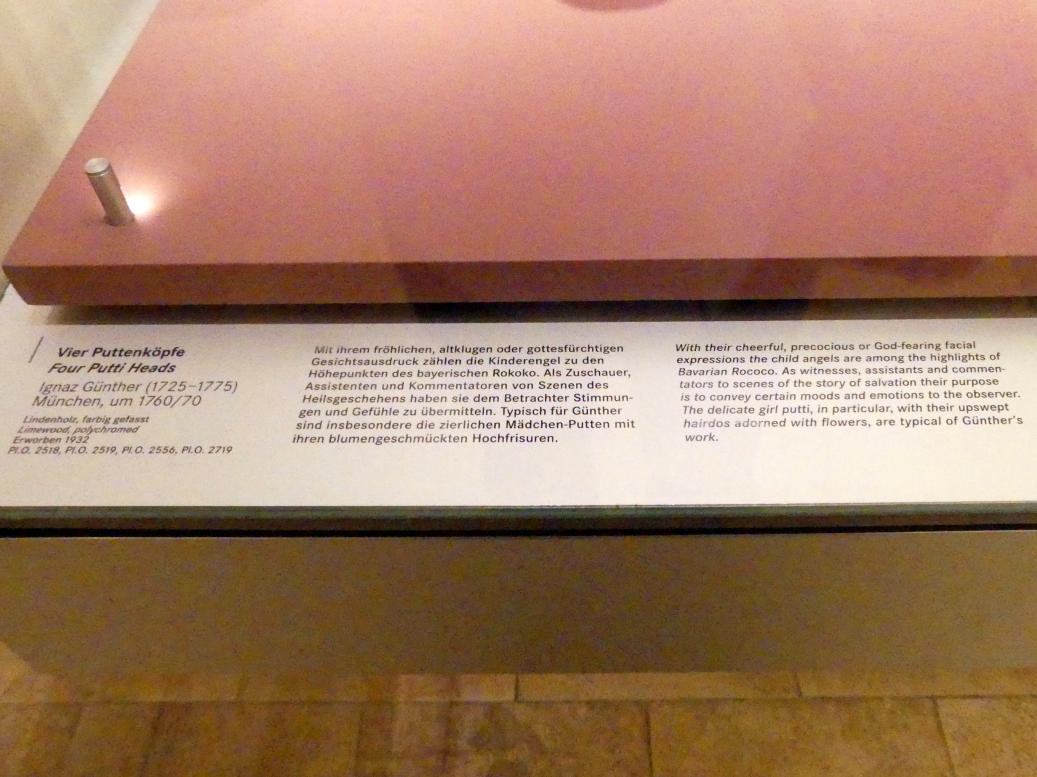 Vier Puttenköpfe
Four Putti Heads
Ignaz Günther (1725–1775)
München, um 1760/70
Lindenholz, farbig gefasst
Limewood, polychromed
Erworben 1932
Pl.O. 2518, Pl.O. 2519, Pl.O. 2556, Pl.O. 2719
Mit ihrem fröhlichen, altklugen oder gottesfürchtigen
Gesichtsausdruck zählen die Kinderengel zu den
Höhepunkten des bayerischen Rokoko. Als Zuschauer,
Assistenten und Kommentatoren von Szenen des
Heilsgeschehens haben sie dem Betrachter Stimmun-
gen und Gefühle zu übermitteln. Typisch für Günther
sind insbesondere die zierlichen Mädchen-Putten mit
ihren blumengeschmückten Hochfrisuren.
With their cheerful, precocious or God-fearing facial
expressions the child angels are among the highlights of
Bavarian Rococo. As witnesses, assistants and commen-
tators to scenes of the story of salvation their purpose
is to convey certain moods and emotions to the observer.
The delicate girl putti, in particular, with their upswept
hairdos adorned with flowers, are typical of Günther's
work.